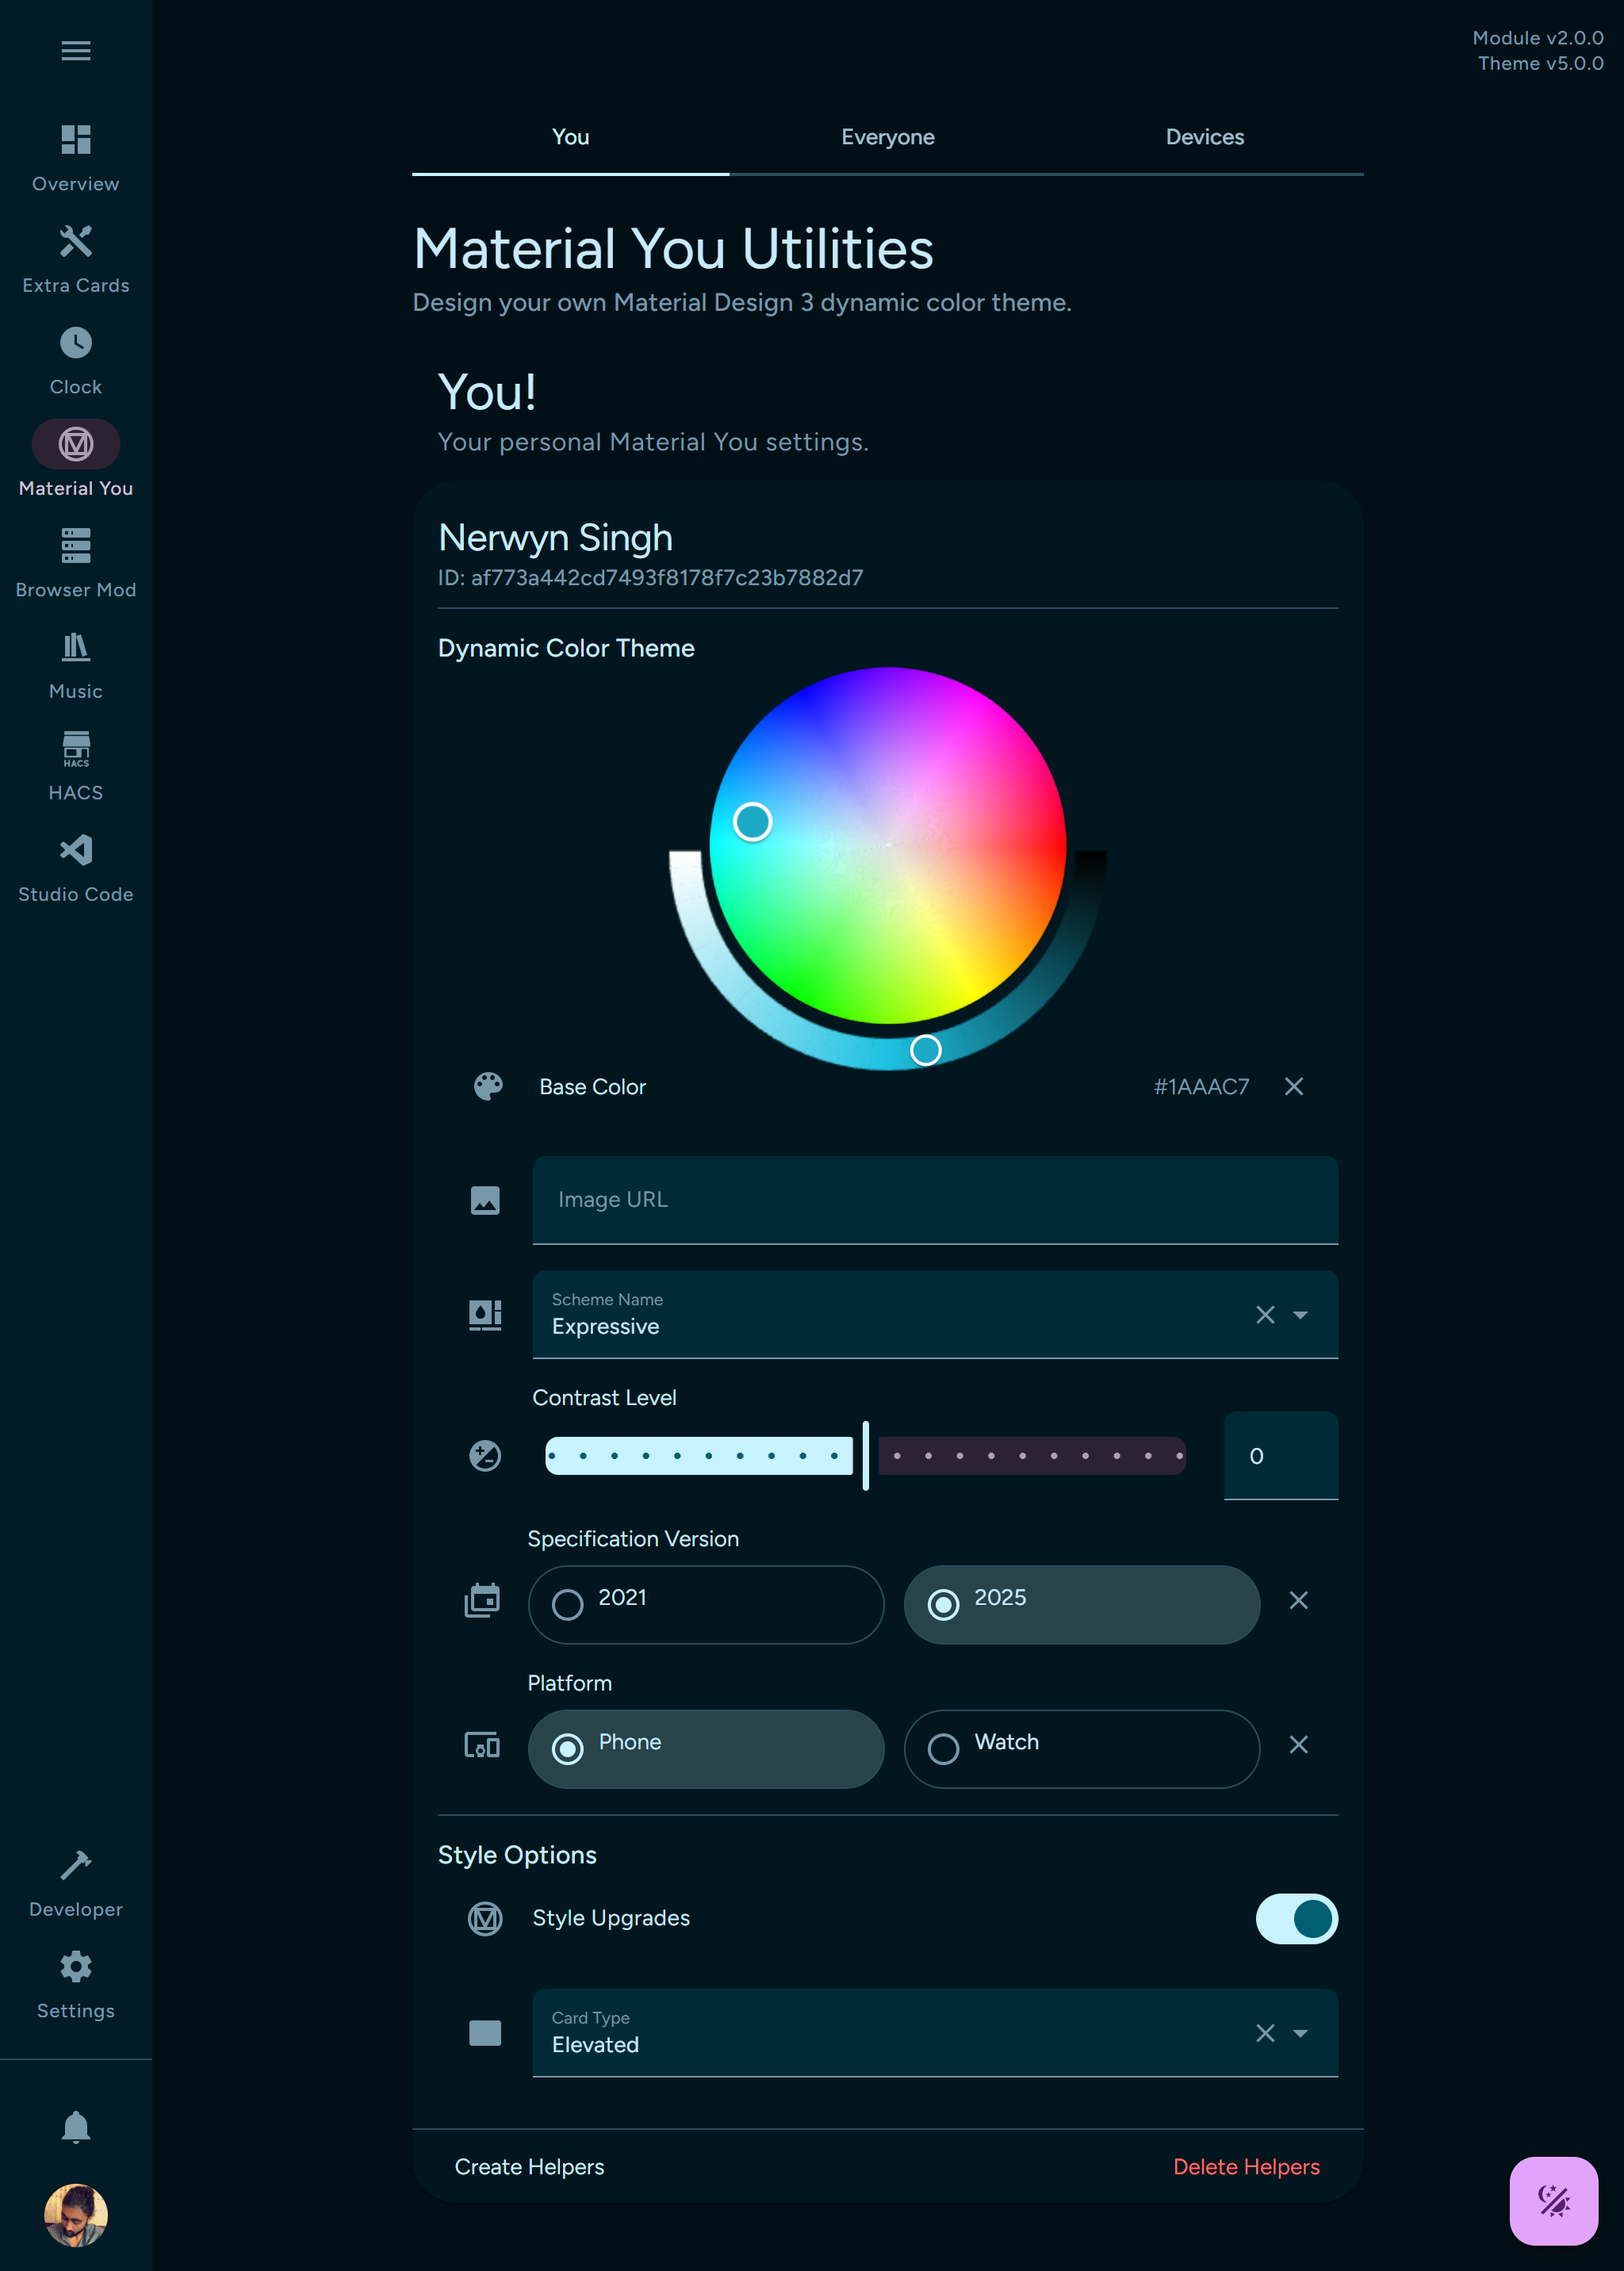 Module v2.0.0
Theme v5.0.0
Overview
Extra Cards
Clock
Material You
Browser Mod
Music
HACS
HACS
Studio Code
Developer
Settings
You
Everyone
Devices
Material You Utilities
Design your own Material Design 3 dynamic color theme.
You!
Your personal Material You settings.
Nerwyn Singh
ID: af773a442cd7493f8178f7c23b7882d7
Dynamic Color Theme
Base Color
#1AAAC7
Image URL
Scheme Name
Expressive
Contrast Level
0
Specification Version
2021
2025
Platform
Phone
Watch
Style Options
Style Upgrades
Card Type
Elevated
Create Helpers
Delete Helpers